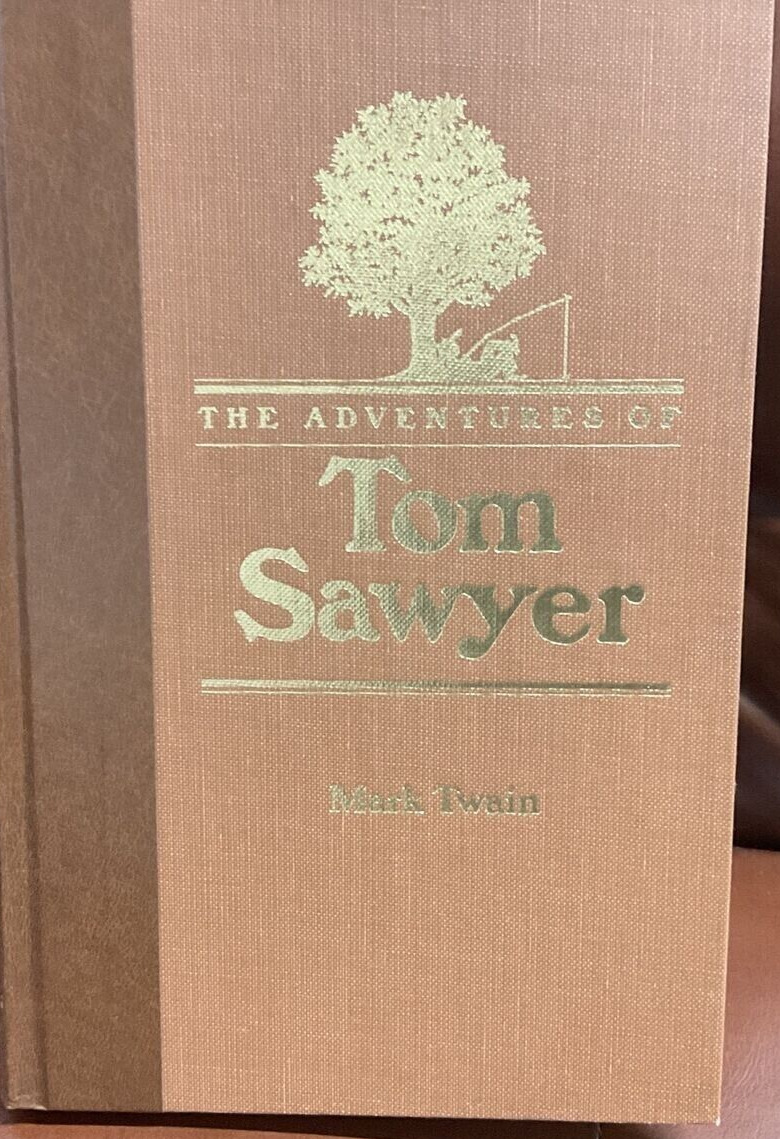 THE ADVENTURES OF
Tom
Sawyer
Mark Twain